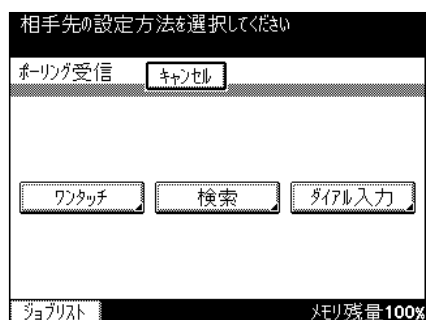 相手先の設定方法を選択してください
ﾎﾟｰﾘﾝｸﾞ受信 ｷｬﾝｾﾙ
ﾜﾝﾀｯﾁ 検索 ﾀﾞｲｱﾙ入力
ｼﾞｮﾌﾞﾘｽﾄ ﾒﾓﾘ残量100%